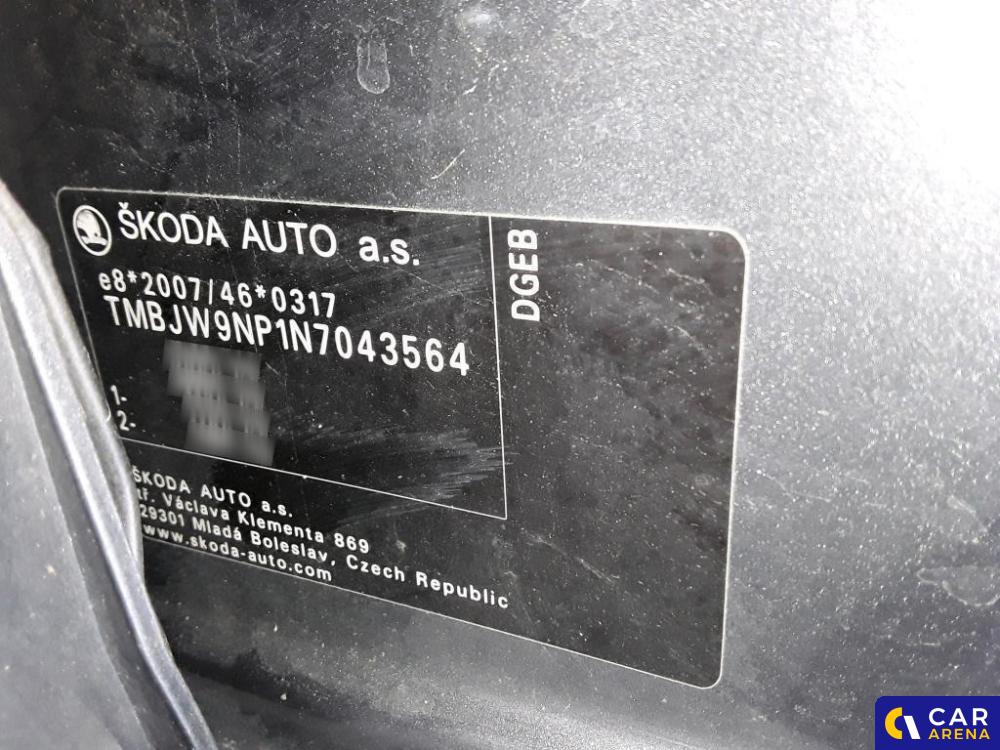 ŠKODA AUTO a.s.
e8*2007/46*0317
TMBJW9NP1N7043564
1-
2-
DGEB
ŠKODA AUTO a.s.
tř. Václava Klementa 869
29301 Mladá Boleslav, Czech Republic
www.skoda-auto.com
CAR
ARENA